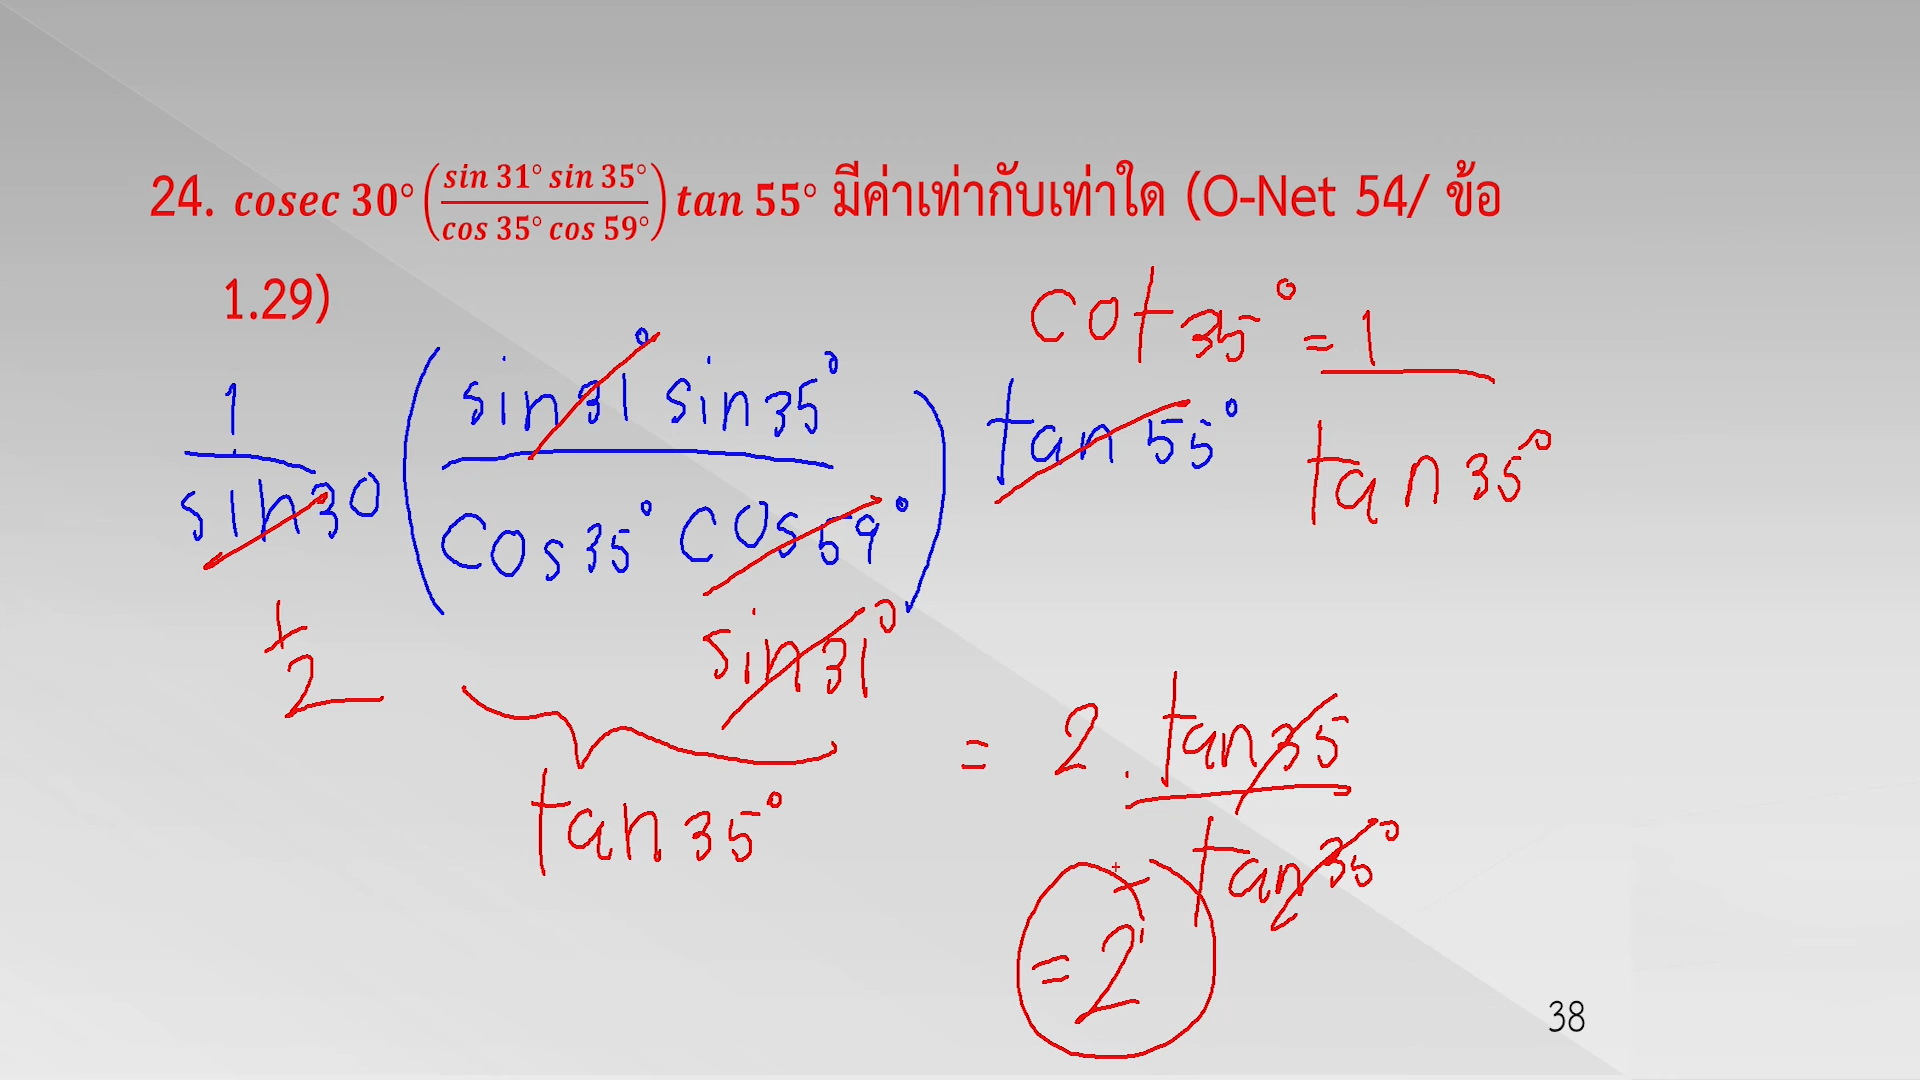 24. cosec 30° (sin 31° sin 35° / cos 35° cos 59°) tan 55° มีค่าเท่ากับเท่าใด (O-Net 54/ ข้อ
1.29)
cot 35° = 1 / tan 35°
1 / sin 30 (sin 31° sin 35° / cos 35° cos 59°) tan 55°
1 / 2
sin 31°
tan 35°
= 2 . tan 35 / tan 35°
= 2
38